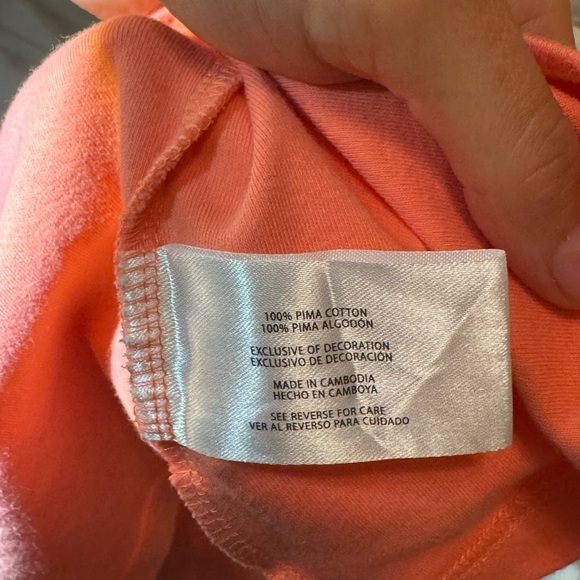 100% PIMA COTTON
100% PIMA ALGODÓN
EXCLUSIVE OF DECORATION
EXCLUSIVO DE DECORACIÓN
MADE IN CAMBODIA
HECHO EN CAMBOYA
SEE REVERSE FOR CARE
VER AL REVERSO PARA CUIDADO